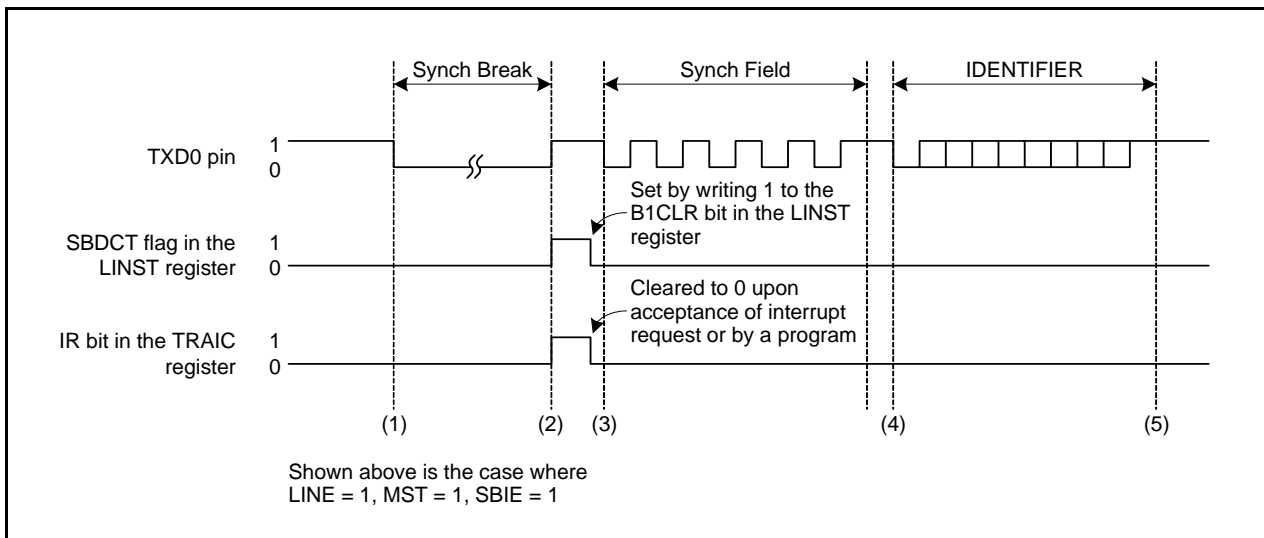 Synch Break
Synch Field
IDENTIFIER
TXD0 pin
1
0
Set by writing 1 to the
B1CLR bit in the LINST
register
SBDCT flag in the
LINST register
1
0
Cleared to 0 upon
acceptance of interrupt
request or by a program
IR bit in the TRAIC
register
1
0
(1)
(2)
(3)
(4)
(5)
Shown above is the case where
LINE = 1, MST = 1, SBIE = 1